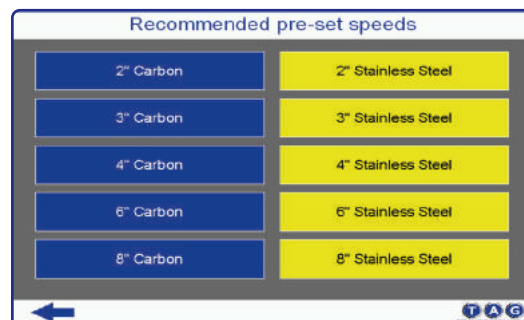 Recommended pre-set speeds
2" Carbon
2" Stainless Steel
3" Carbon
3" Stainless Steel
4" Carbon
4" Stainless Steel
6" Carbon
6" Stainless Steel
8" Carbon
8" Stainless Steel
TAG